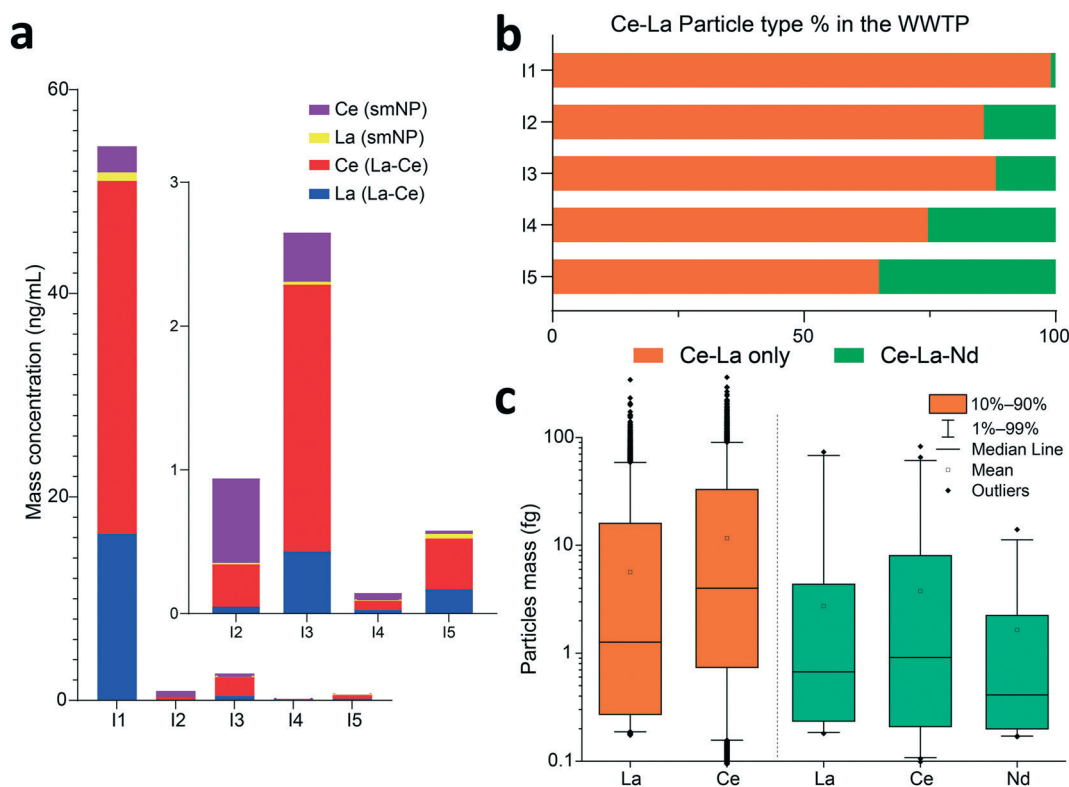 a
60
40
20
0
Mass concentration (ng/mL)
Ce (smNP)
La (smNP)
Ce (La-Ce)
La (La-Ce)
3
2
1
0
I2 I3 I4 I5
I1 I2 I3 I4 I5
b
Ce-La Particle type % in the WWTP
I1
I2
I3
I4
I5
0 50 100
Ce-La only Ce-La-Nd
c
10%–90%
1%–99%
Median Line
Mean
Outliers
100
10
1
0.1
Particles mass (fg)
La Ce La Ce Nd